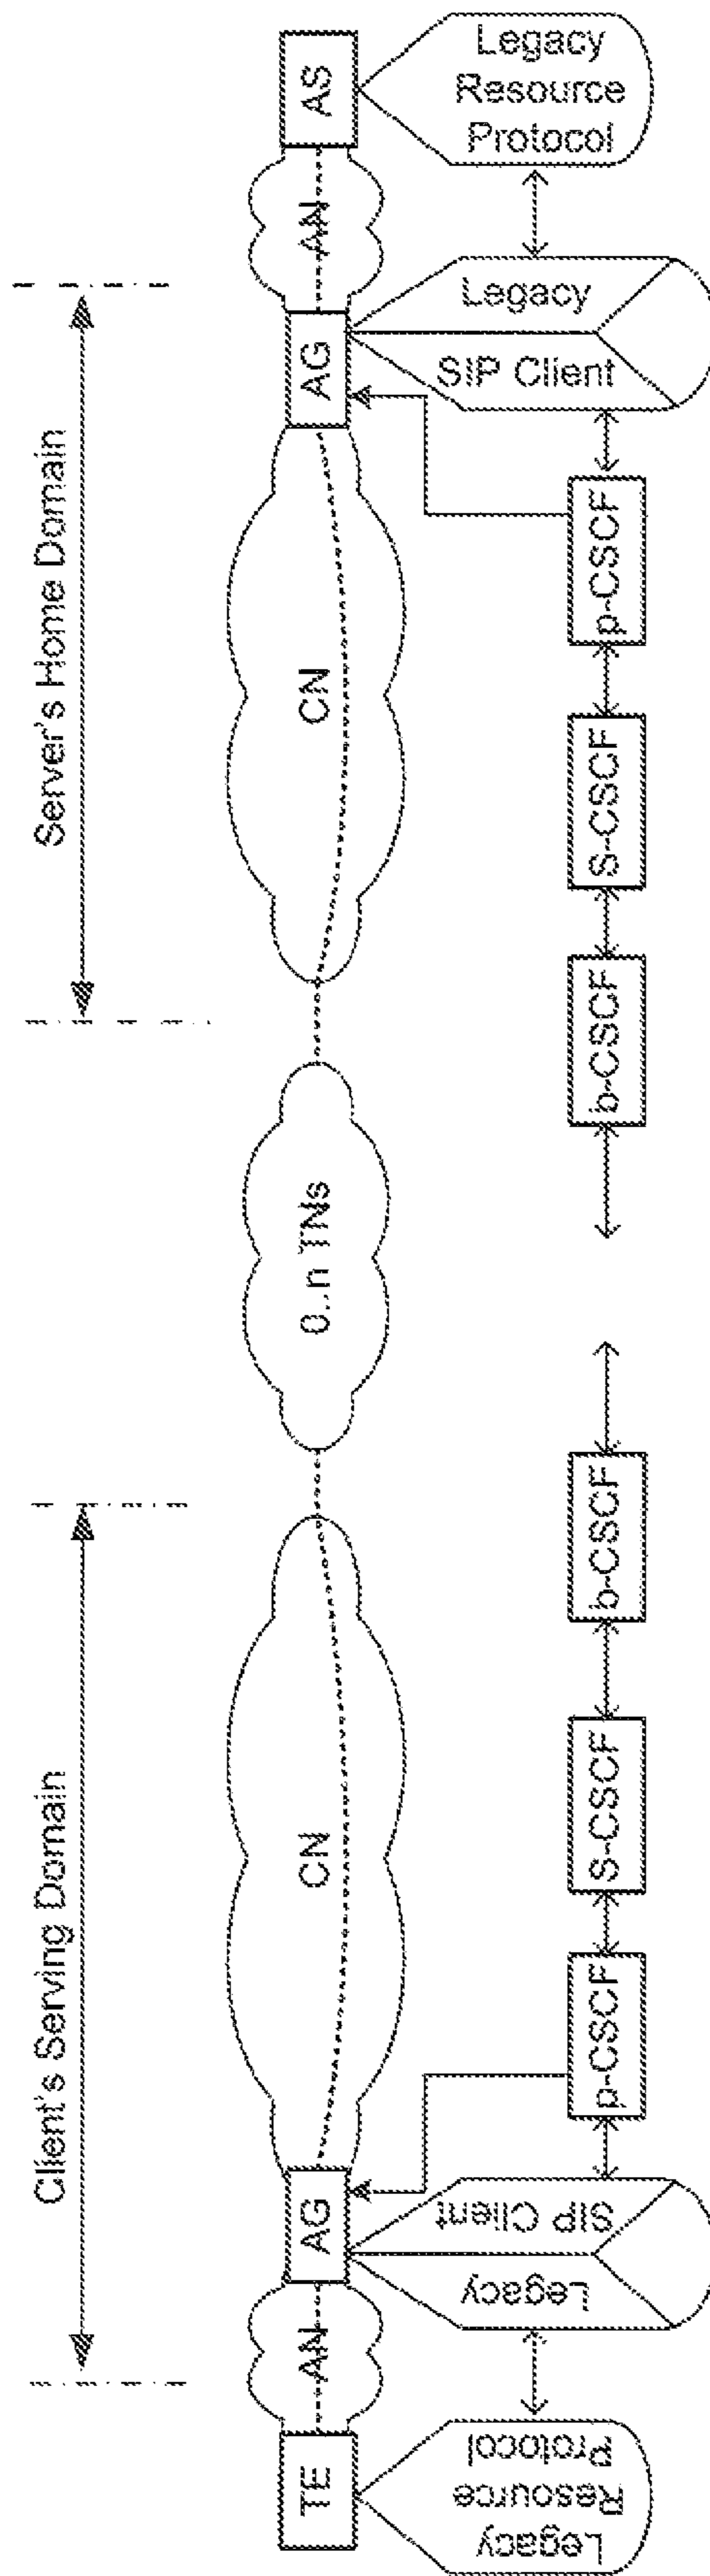 Client's Serving Domain
Server's Home Domain
TE
AN
AG
CN
0..n TNs
CN
AG
AN
AS
Legacy
Resource
Protocol
Legacy
SIP Client
p-CSCF
S-CSCF
b-CSCF
b-CSCF
S-CSCF
p-CSCF
SIP Client
Legacy
Legacy
Resource
Protocol